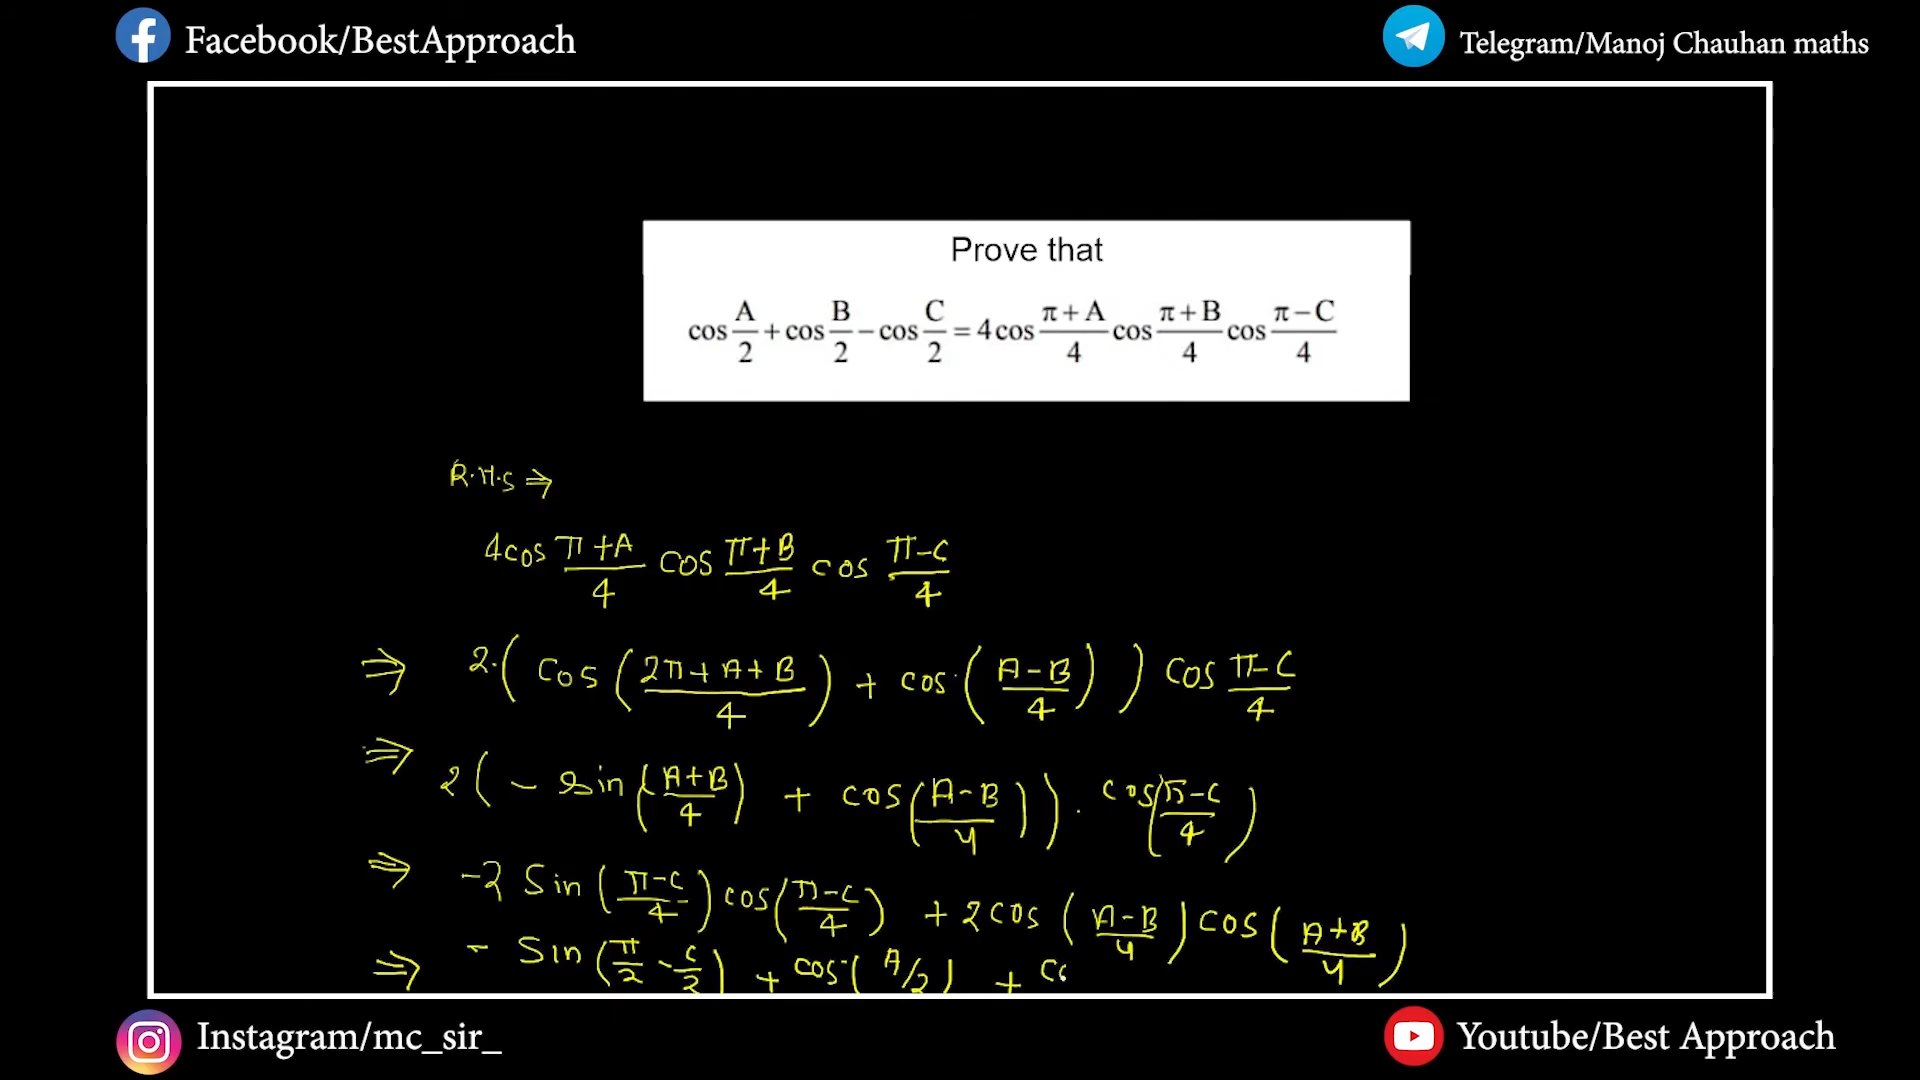 Facebook/BestApproach
Telegram/Manoj Chauhan maths
Prove that
cos A/2 + cos B/2 − cos C/2 = 4 cos (π+A)/4 cos (π+B)/4 cos (π−C)/4
R.H.S ⇒
4cos (π+A)/4 cos (π+B)/4 cos (π−C)/4
⇒ 2·( cos ( (2π+A+B)/4 ) + cos·( (A−B)/4 ) ) cos (π−C)/4
⇒ 2( − sin ( (A+B)/4 ) + cos( (A−B)/4 ) ) · cos( (π−C)/4 )
⇒ −2 Sin ( (π−C)/4 ) cos( (π−C)/4 ) + 2cos ( (A−B)/4 ) cos ( (A+B)/4 )
⇒ − Sin ( π/2 − C/2 ) + cos ( A/2 ) + Co
Instagram/mc_sir_
Youtube/Best Approach